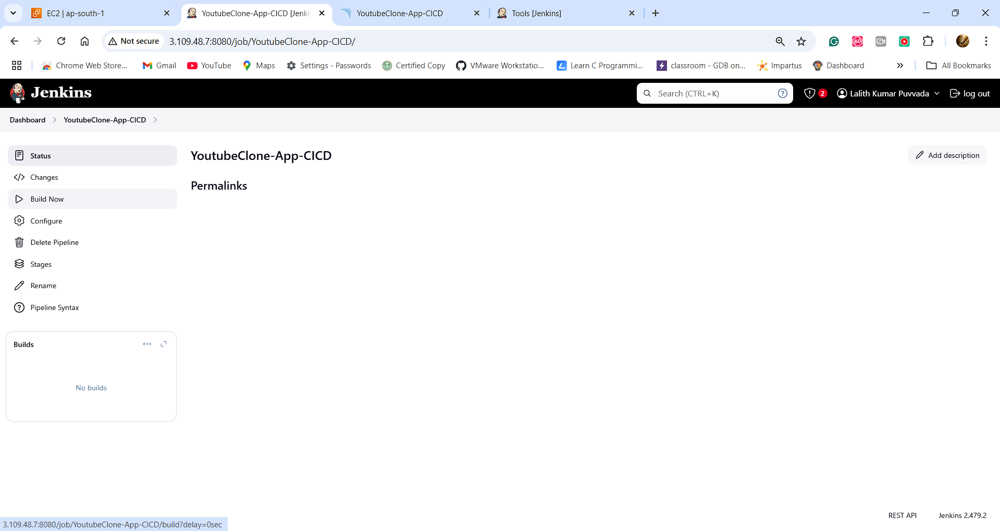 EC2 | ap-south-1
YoutubeClone-App-CICD [Jenki
YoutubeClone-App-CICD
Tools [Jenkins]
Not secure
3.109.48.7:8080/job/YoutubeClone-App-CICD/
Chrome Web Store...
Gmail
YouTube
Maps
Settings - Passwords
Certified Copy
VMware Workstatio...
Learn C Programmi...
classroom - GDB on...
Impartus
Dashboard
All Bookmarks
Jenkins
Search (CTRL+K)
2
Lalith Kumar Puvvada
log out
Dashboard
YoutubeClone-App-CICD
Status
Changes
Build Now
Configure
Delete Pipeline
Stages
Rename
Pipeline Syntax
YoutubeClone-App-CICD
Add description
Permalinks
Builds
No builds
REST API
Jenkins 2.479.2
3.109.48.7:8080/job/YoutubeClone-App-CICD/build?delay=0sec